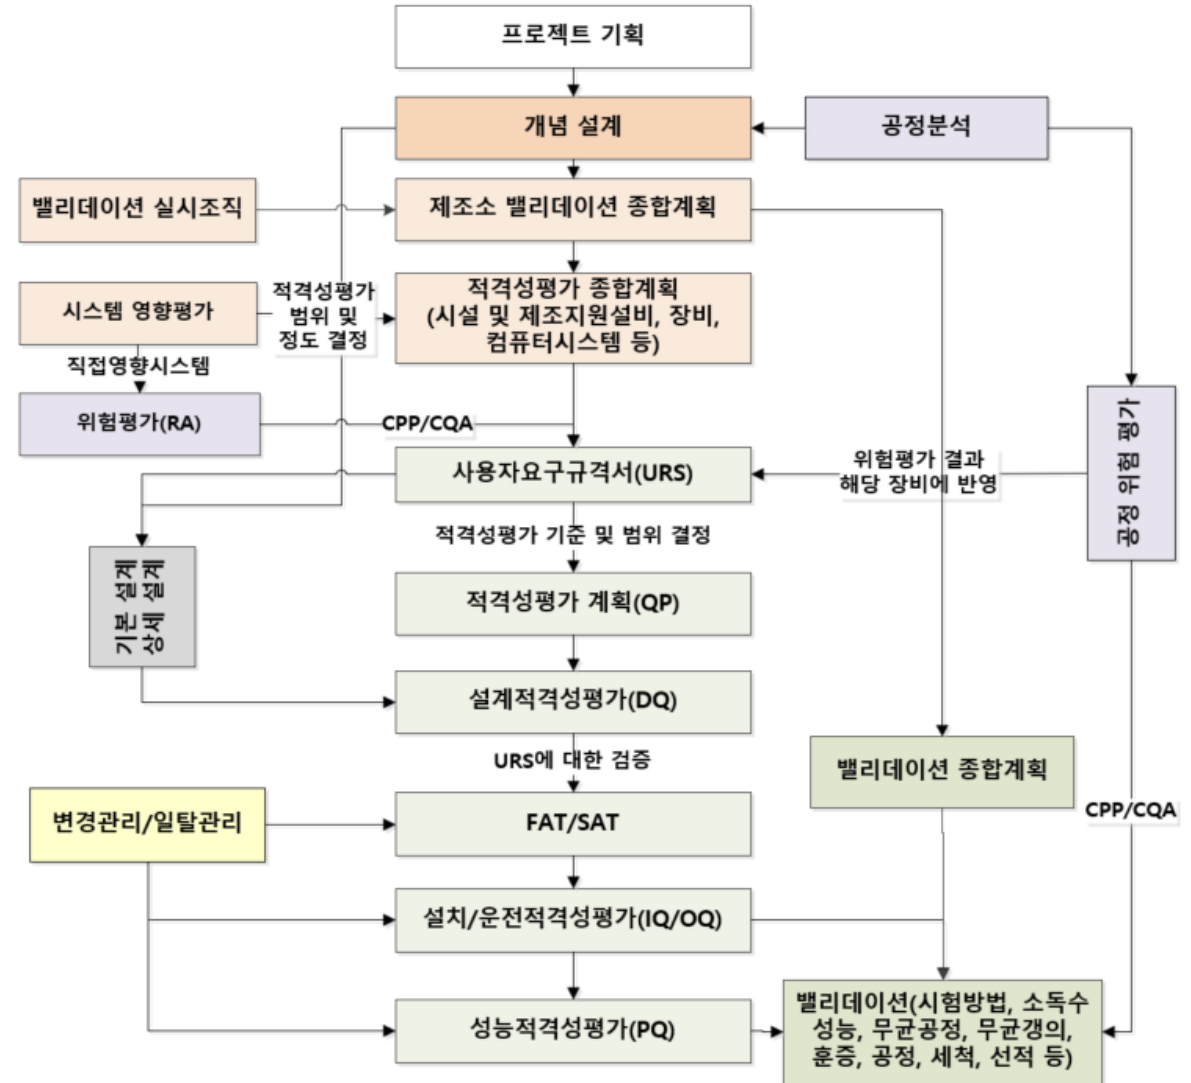 프로젝트 기획
개념 설계
공정분석
밸리데이션 실시조직
제조소 밸리데이션 종합계획
시스템 영향평가
적격성평가
범위 및
정도 결정
적격성평가 종합계획
(시설 및 제조지원설비, 장비,
컴퓨터시스템 등)
직접영향시스템
위험평가(RA)
CPP/CQA
공정 위험 평가
사용자요구규격서(URS)
위험평가 결과
해당 장비에 반영
적격성평가 기준 및 범위 결정
기본 설계
상세 설계
적격성평가 계획(QP)
설계적격성평가(DQ)
URS에 대한 검증
밸리데이션 종합계획
변경관리/일탈관리
FAT/SAT
CPP/CQA
설치/운전적격성평가(IQ/OQ)
성능적격성평가(PQ)
밸리데이션(시험방법, 소독수
성능, 무균공정, 무균갱의,
훈증, 공정, 세척, 선적 등)